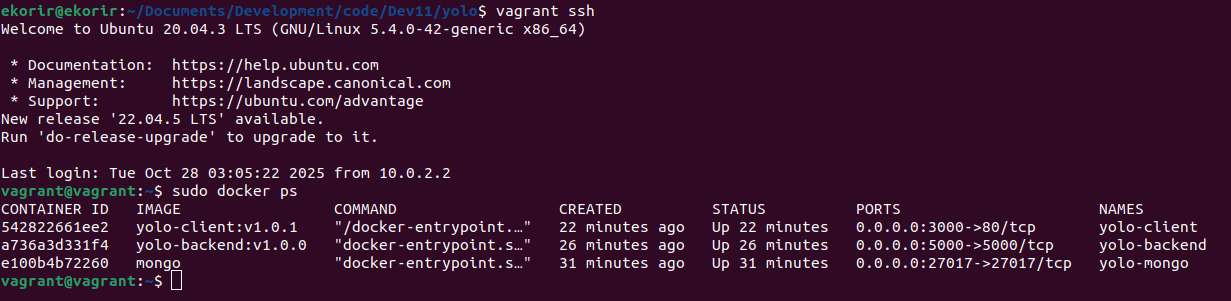 ekorir@ekorir:~/Documents/Development/code/Dev11/yolo$ vagrant ssh
Welcome to Ubuntu 20.04.3 LTS (GNU/Linux 5.4.0-42-generic x86_64)

 * Documentation:  https://help.ubuntu.com
 * Management:     https://landscape.canonical.com
 * Support:        https://ubuntu.com/advantage
New release '22.04.5 LTS' available.
Run 'do-release-upgrade' to upgrade to it.

Last login: Tue Oct 28 03:05:22 2025 from 10.0.2.2
vagrant@vagrant:~$ sudo docker ps
CONTAINER ID   IMAGE                 COMMAND                  CREATED          STATUS          PORTS                      NAMES
542822661ee2   yolo-client:v1.0.1    "/docker-entrypoint.…"   22 minutes ago   Up 22 minutes   0.0.0.0:3000->80/tcp       yolo-client
a736a3d331f4   yolo-backend:v1.0.0   "docker-entrypoint.s…"   26 minutes ago   Up 26 minutes   0.0.0.0:5000->5000/tcp     yolo-backend
e100b4b72260   mongo                 "docker-entrypoint.s…"   31 minutes ago   Up 31 minutes   0.0.0.0:27017->27017/tcp   yolo-mongo
vagrant@vagrant:~$